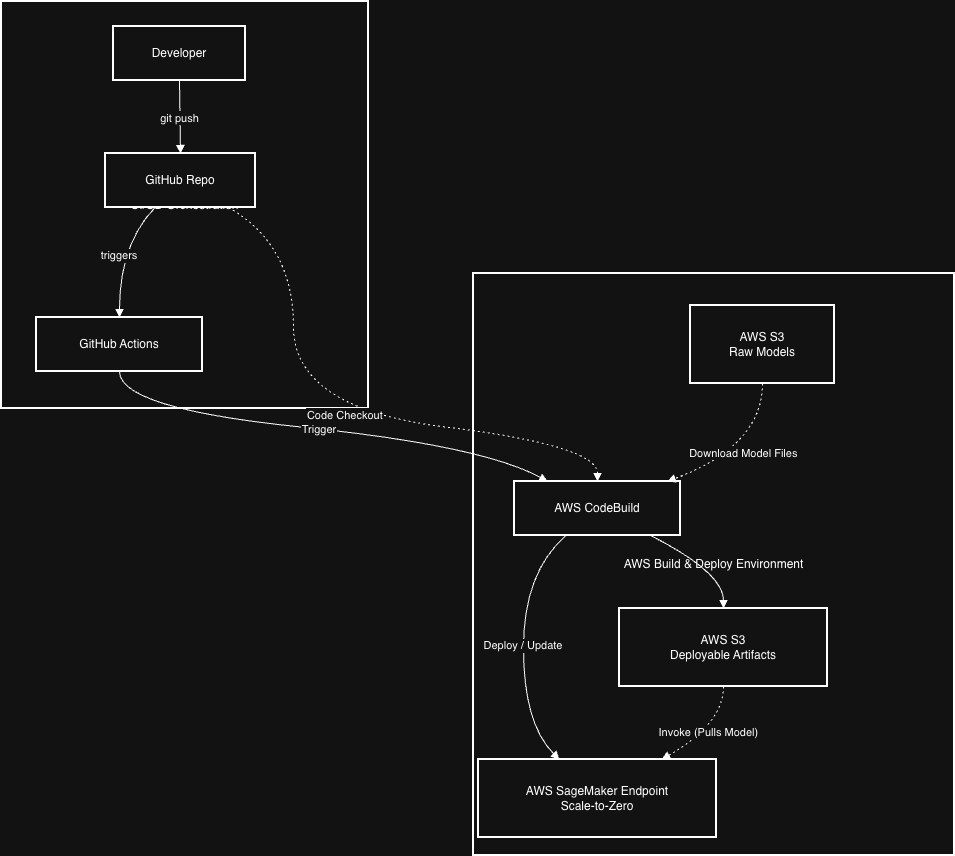 Developer
git push
GitHub Repo
triggers
GitHub Actions
AWS S3
Raw Models
Code Checkout
Trigger
Download Model Files
AWS CodeBuild
AWS Build & Deploy Environment
Deploy / Update
AWS S3
Deployable Artifacts
Invoke (Pulls Model)
AWS SageMaker Endpoint
Scale-to-Zero